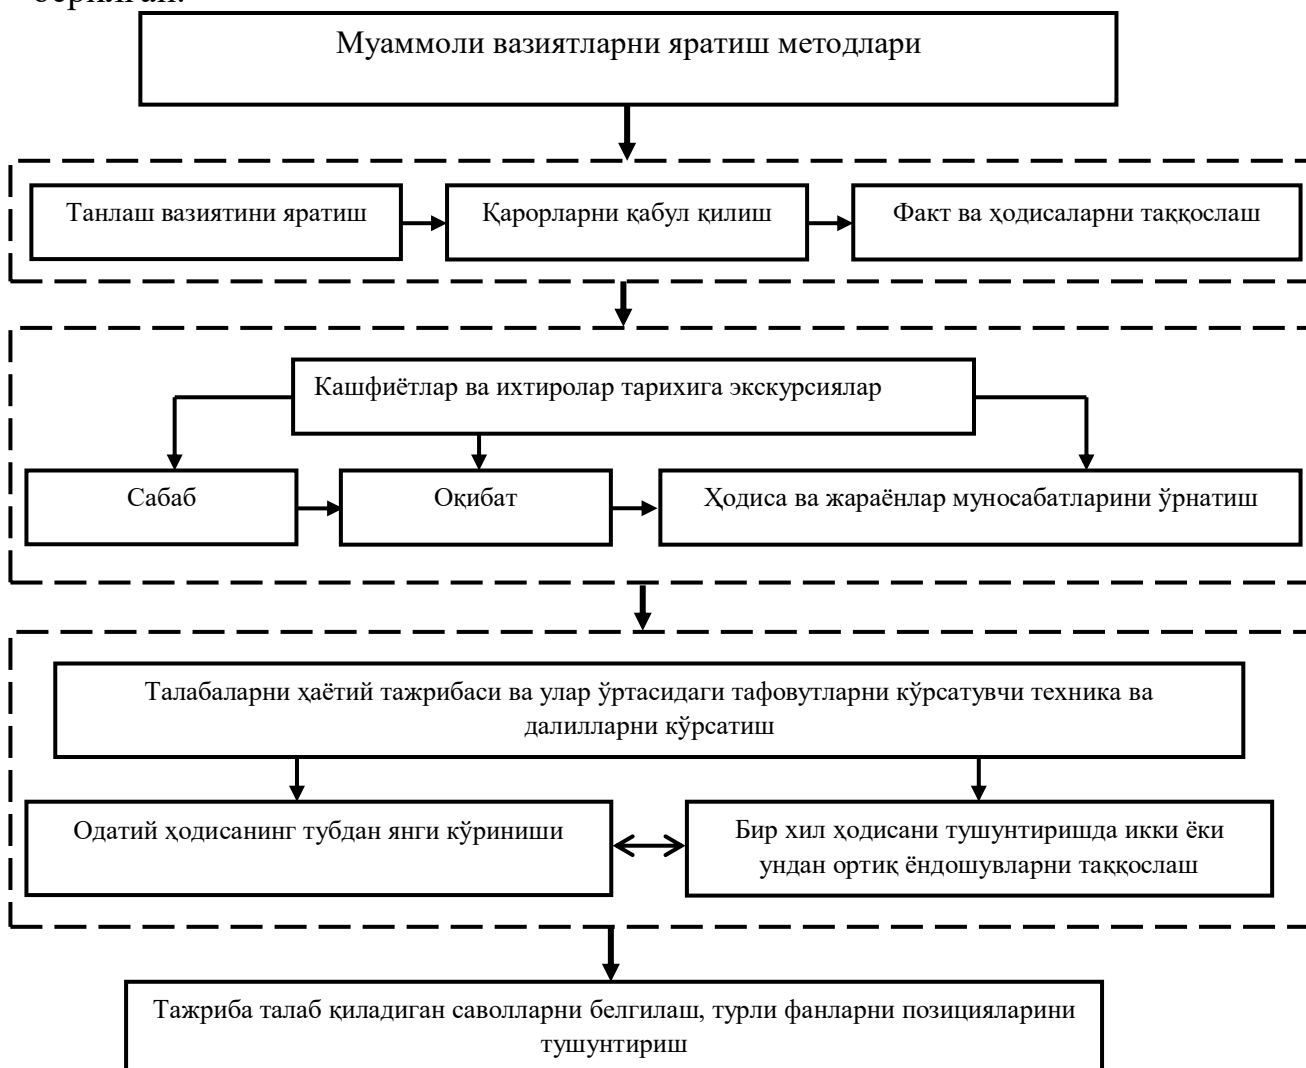 берилган.
Муаммоли вазиятларни яратиш методлари
Танлаш вазиятини яратиш
Қарорларни қабул қилиш
Факт ва ҳодисаларни таққослаш
Кашфиётлар ва ихтиролар тарихига экскурсиялар
Сабаб
Оқибат
Ҳодиса ва жараёнлар муносабатларини ўрнатиш
Талабаларни ҳаётий тажрибаси ва улар ўртасидаги тафовутларни кўрсатувчи техника ва
далилларни кўрсатиш
Одатий ҳодисанинг тубдан янги кўриниши
Бир хил ҳодисани тушунтиришда икки ёки
ундан ортиқ ёндошувларни таққослаш
Тажриба талаб қиладиган саволларни белгилаш, турли фанларни позицияларини
тушунтириш